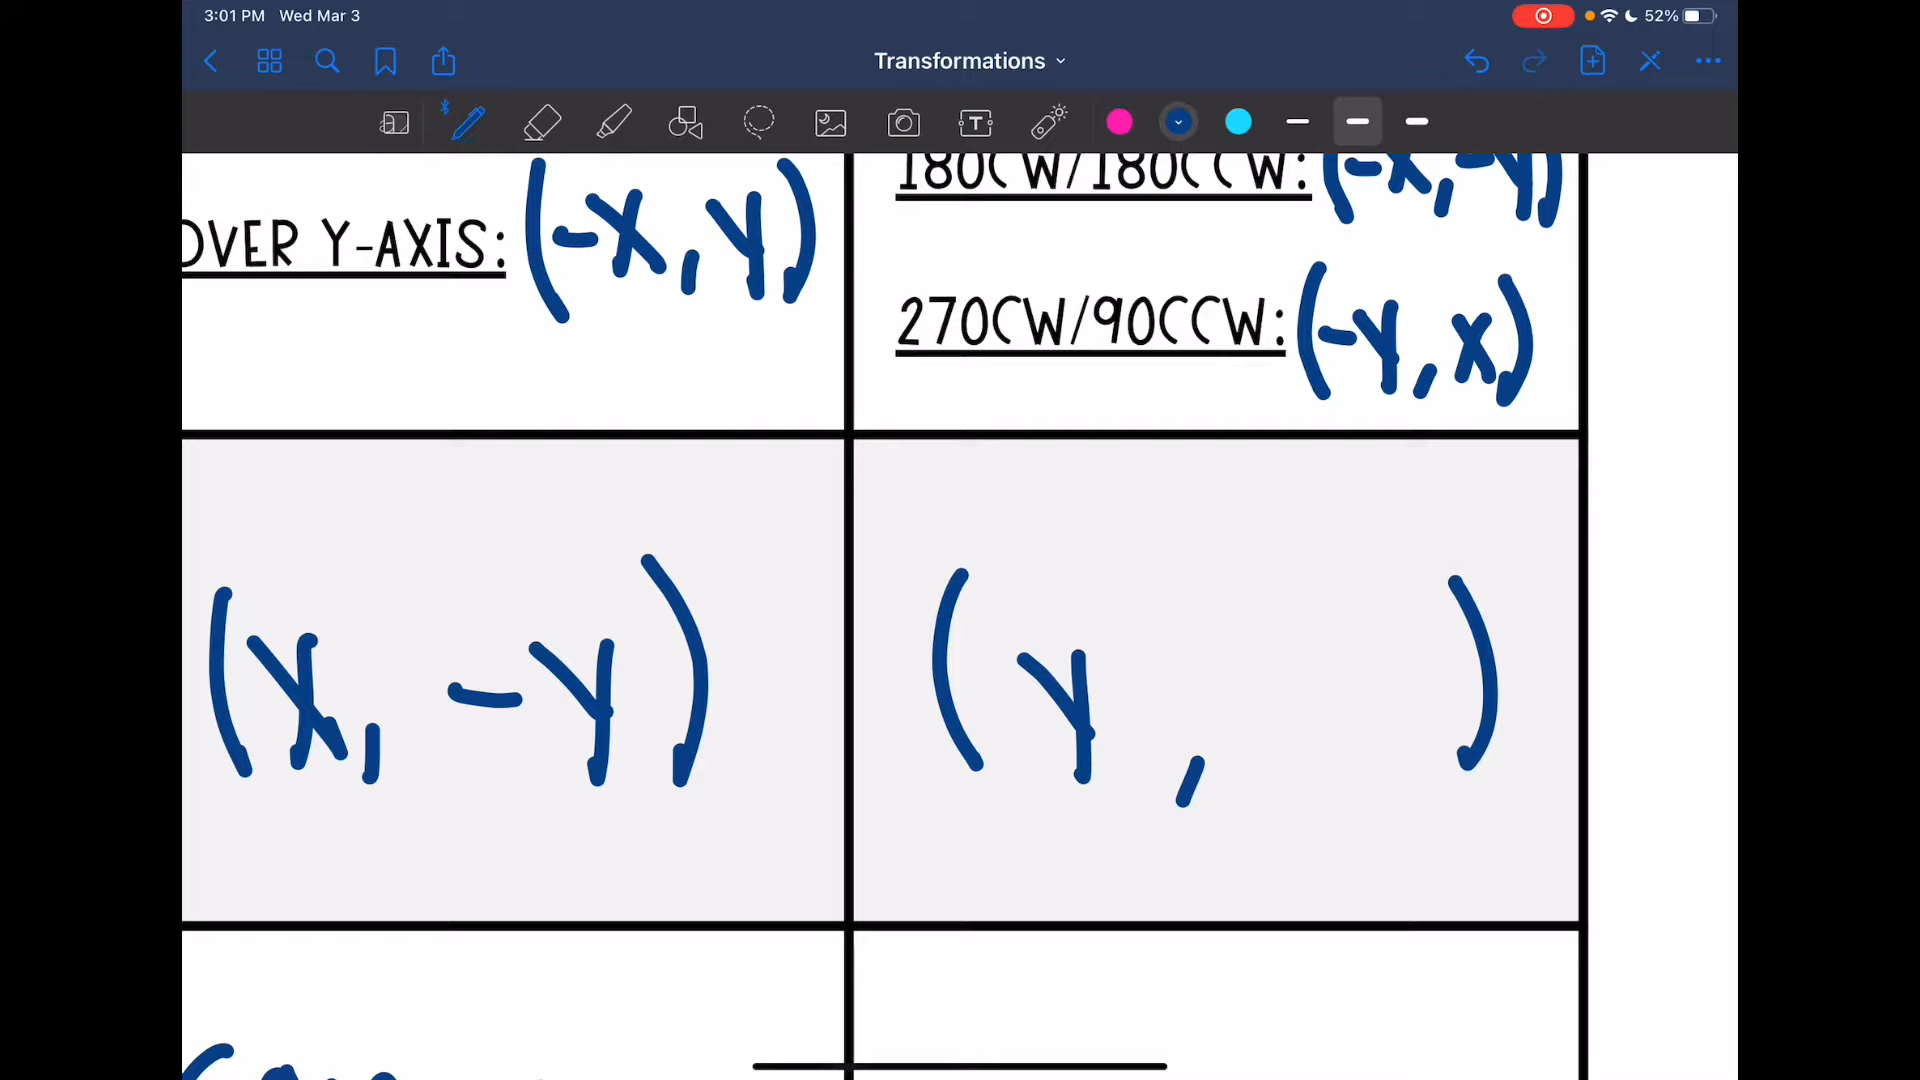 3:01 PM Wed Mar 3
52%
Transformations
T
180CW/180CCW: (-x, -y)
OVER Y-AXIS: (-x, y)
270CW/90CCW: (-y, x)
(x, -y)
(y, )